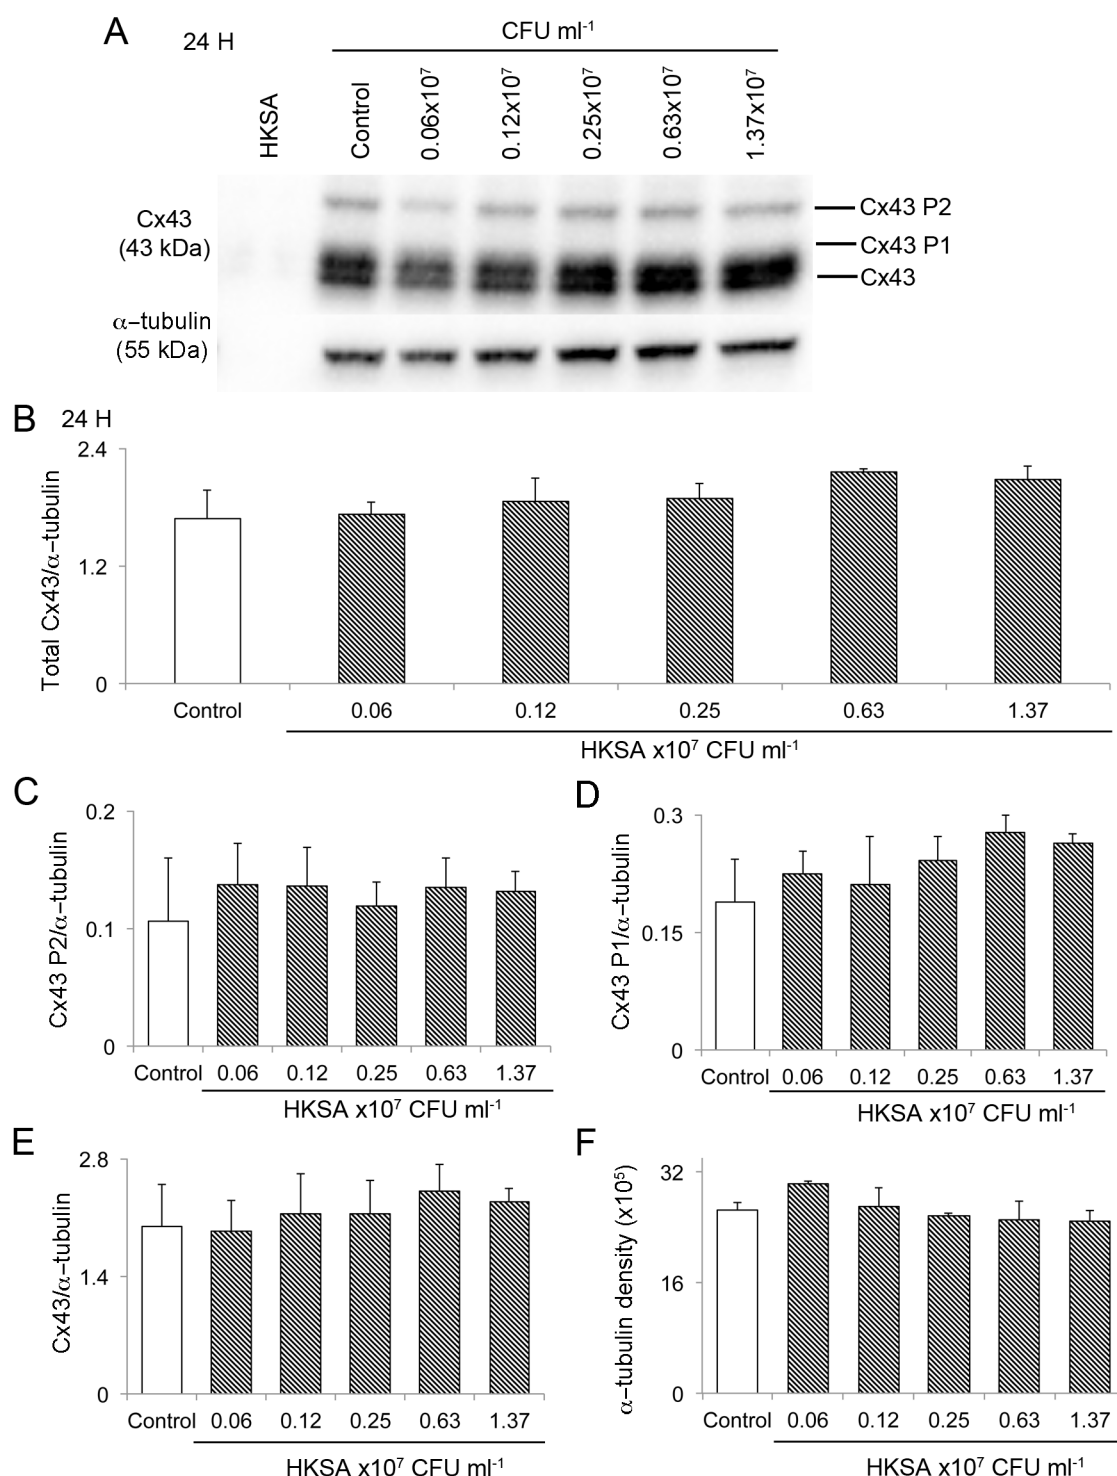 A
24 H
CFU ml-1
HKSA
Control
0.06x10⁷
0.12x10⁷
0.25x10⁷
0.63x10⁷
1.37x10⁷
Cx43
(43 kDa)
Cx43 P2
Cx43 P1
Cx43
α−tubulin
(55 kDa)
B
24 H
Total Cx43/α−tubulin
2.4
1.2
0
Control 0.06 0.12 0.25 0.63 1.37
HKSA x10⁷ CFU ml-1
C
Cx43 P2/α−tubulin
0.2
0.1
0
Control 0.06 0.12 0.25 0.63 1.37
HKSA x10⁷ CFU ml-1
D
Cx43 P1/α−tubulin
0.3
0.15
0
Control 0.06 0.12 0.25 0.63 1.37
HKSA x10⁷ CFU ml-1
E
Cx43/α−tubulin
2.8
1.4
0
Control 0.06 0.12 0.25 0.63 1.37
HKSA x10⁷ CFU ml-1
F
α−tubulin density (x10⁵)
32
16
0
Control 0.06 0.12 0.25 0.63 1.37
HKSA x10⁷ CFU ml-1